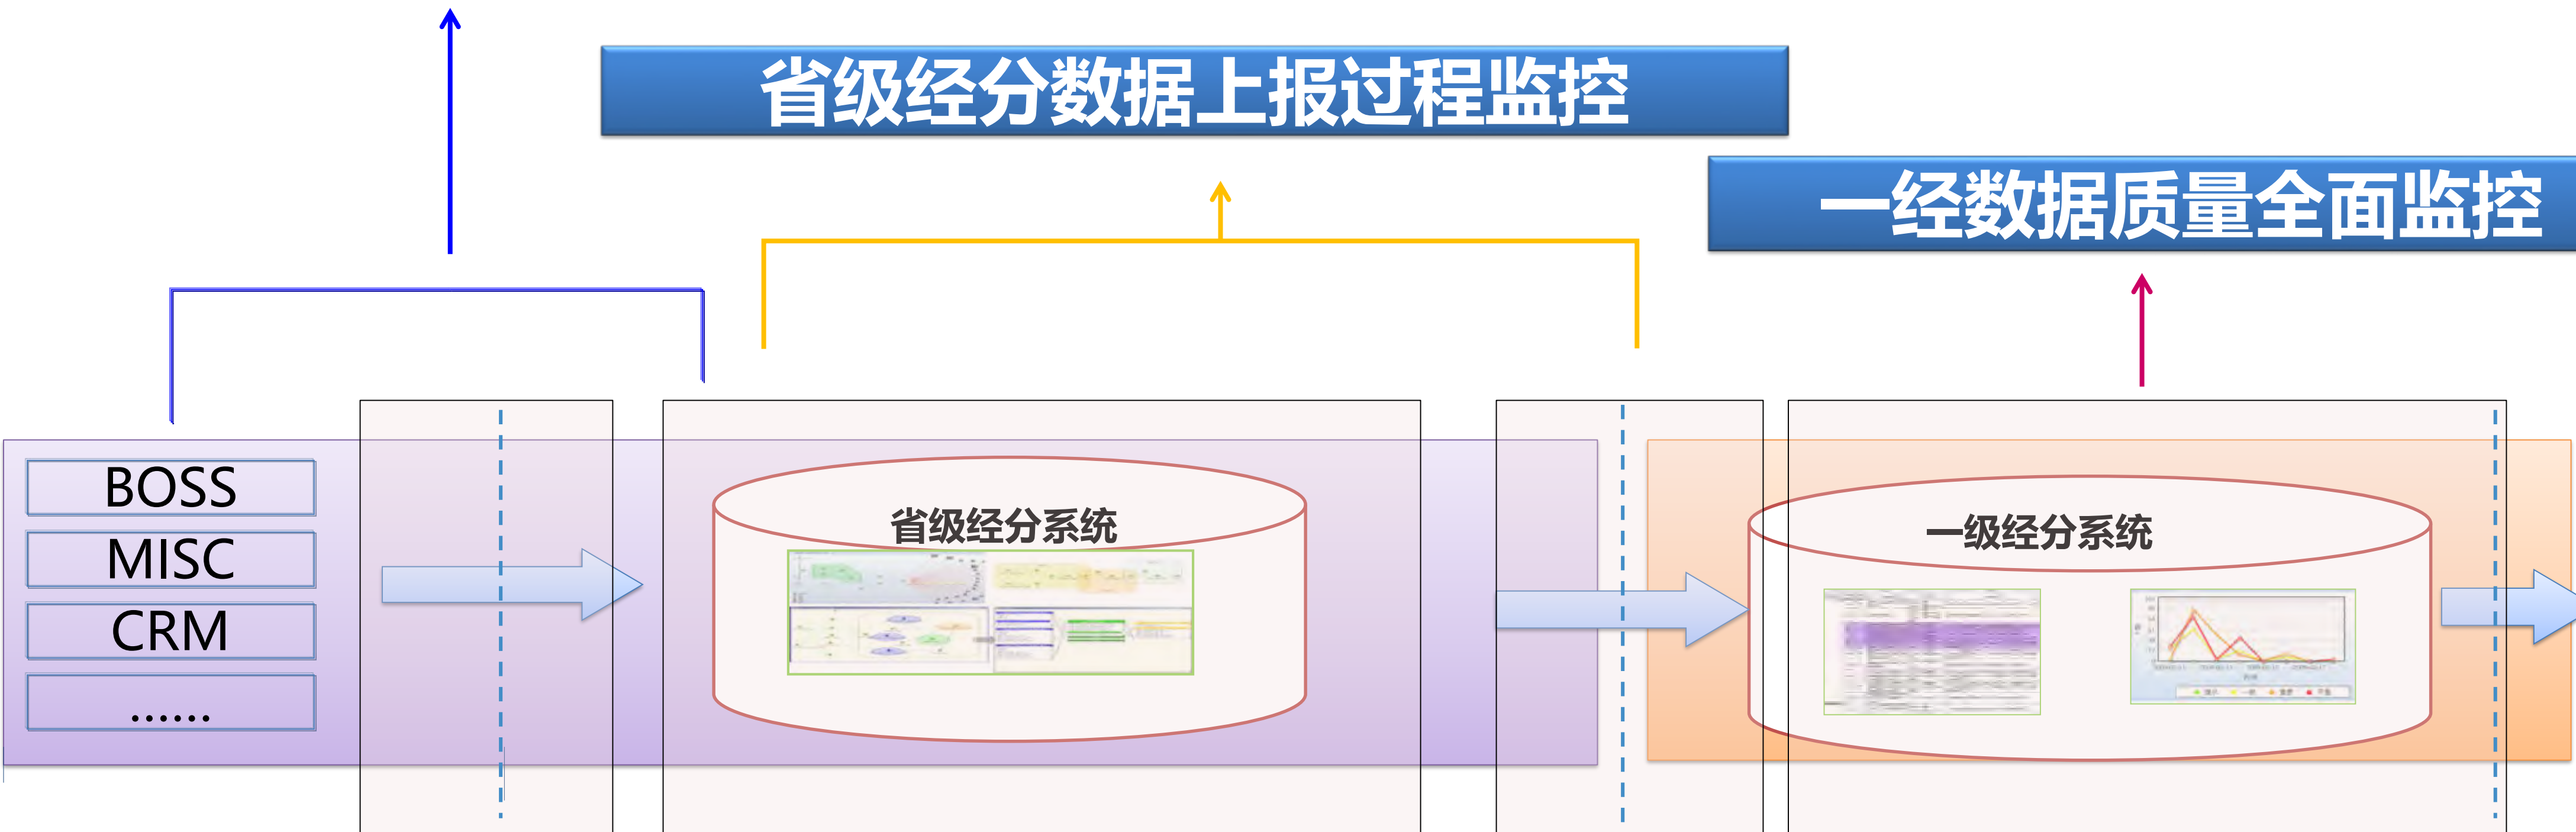 省级经分数据上报过程监控
一经数据质量全面监控
BOSS
MISC
CRM
……
省级经分系统
一级经分系统